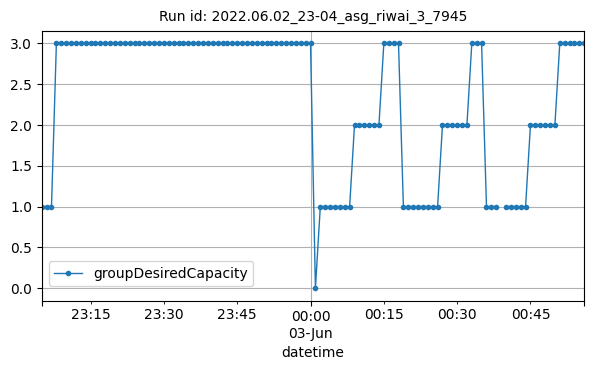 Run id: 2022.06.02_23-04_asg_riwai_3_7945
3.0
2.5
2.0
1.5
1.0
0.5
0.0
groupDesiredCapacity
23:15 23:30 23:45 00:00 00:15 00:30 00:45
03-Jun
datetime